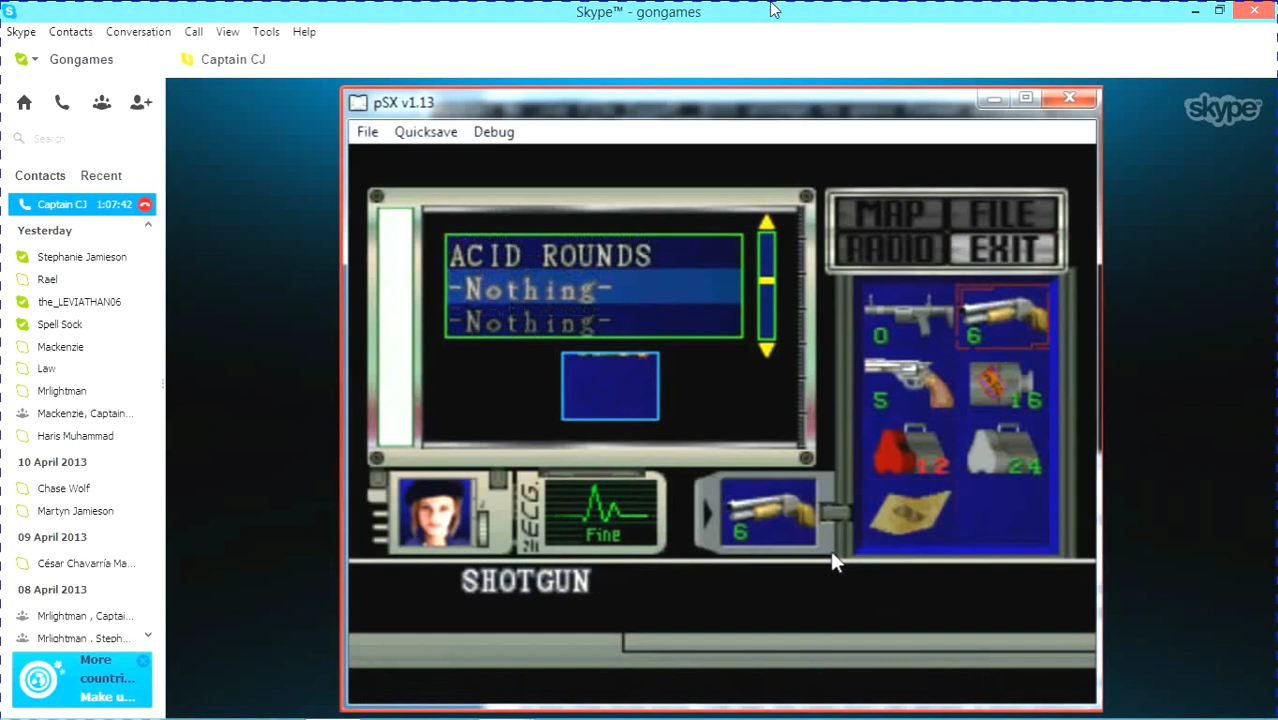 Skype™ - gongames
Skype Contacts Conversation Call View Tools Help
Gongames
Captain CJ
Search
Contacts Recent
Captain CJ 1:07:42
Yesterday
Stephanie Jamieson
Rael
the_LEVIATHAN06
Spell Sock
Mackenzie
Law
Mrlightman
Mackenzie, Captain...
Haris Muhammad
10 April 2013
Chase Wolf
Martyn Jamieson
09 April 2013
César Chavarría Ma...
08 April 2013
Mrlightman , Captai...
Mrlightman , Steph...
More
countri...
Make u...
skype
pSX v1.13
File Quicksave Debug
ACID ROUNDS
-Nothing-
-Nothing-
MAP FILE
RADIO EXIT
0
6
5
16
12
24
ECG.
Fine
6
SHOTGUN